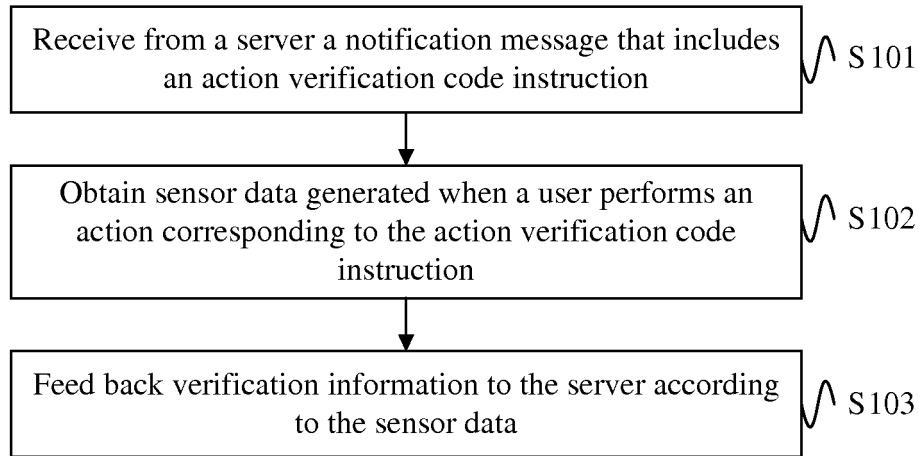 Receive from a server a notification message that includes
an action verification code instruction
S101
Obtain sensor data generated when a user performs an
action corresponding to the action verification code
instruction
S102
Feed back verification information to the server according
to the sensor data
S103